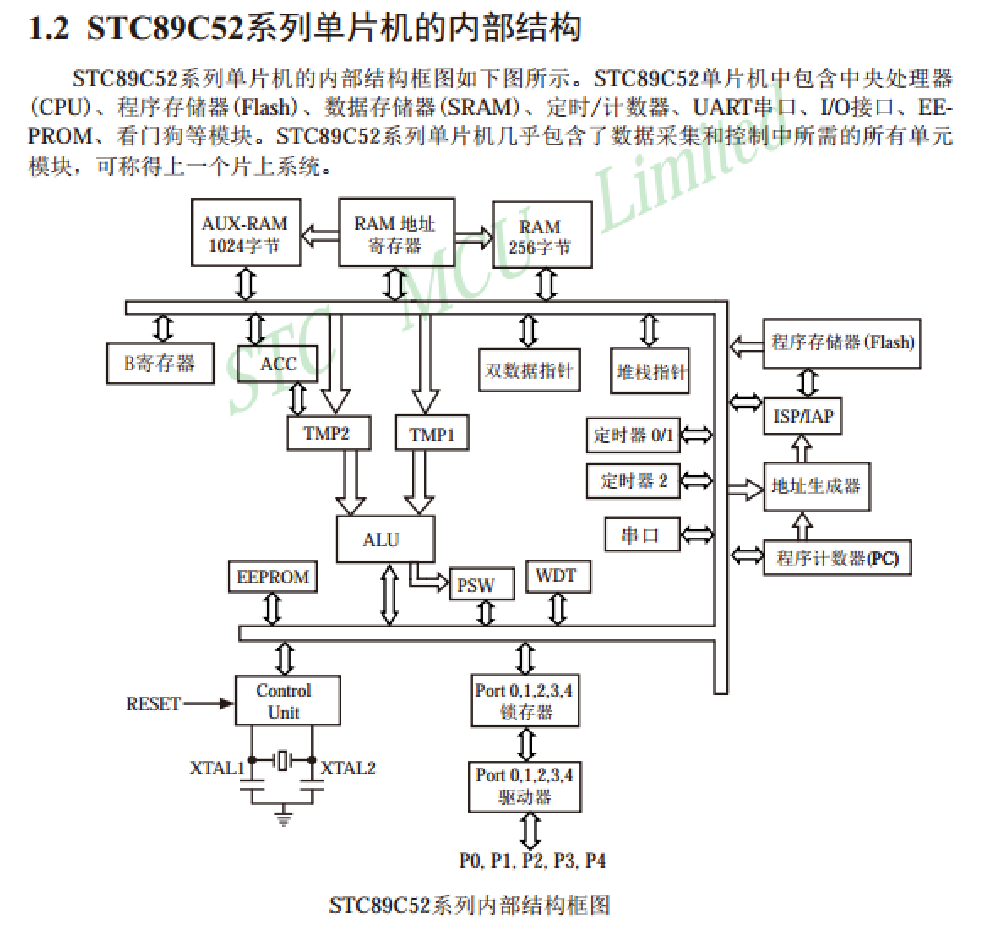 1.2 STC89C52系列单片机的内部结构
STC89C52系列单片机的内部结构框图如下图所示。STC89C52单片机中包含中央处理器
(CPU)、程序存储器(Flash)、数据存储器(SRAM)、定时/计数器、UART串口、I/O接口、EE-
PROM、看门狗等模块。STC89C52系列单片机几乎包含了数据采集和控制中所需的所有单元
模块，可称得上一个片上系统。
STC MCU Limited
AUX-RAM
1024字节
RAM 地址
寄存器
RAM
256字节
B寄存器
ACC
双数据指针
堆栈指针
程序存储器(Flash)
TMP2
TMP1
定时器 0/1
ISP/IAP
定时器 2
地址生成器
ALU
串口
程序计数器(PC)
EEPROM
PSW
WDT
RESET
Control
Unit
Port 0,1,2,3,4
锁存器
XTAL1
XTAL2
Port 0,1,2,3,4
驱动器
P0, P1, P2, P3, P4
STC89C52系列内部结构框图